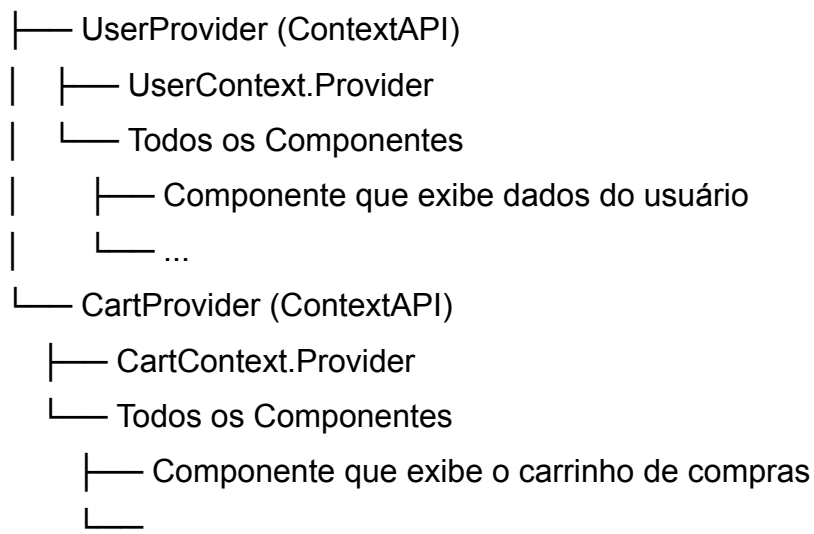 ├── UserProvider (ContextAPI)
│ ├── UserContext.Provider
│ └── Todos os Componentes
│ ├── Componente que exibe dados do usuário
│ └── ...
└── CartProvider (ContextAPI)
├── CartContext.Provider
└── Todos os Componentes
├── Componente que exibe o carrinho de compras
└──